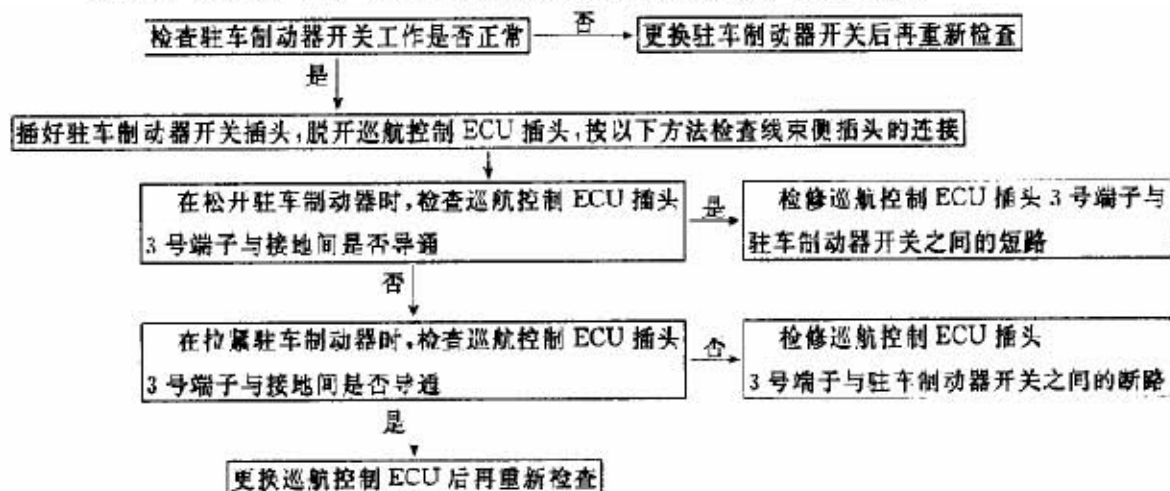 检查驻车制动器开关工作是否正常
否
更换驻车制动器开关后再重新检查
是
插好驻车制动器开关插头,脱开巡航控制 ECU 插头,按以下方法检查线束侧插头的连接
在松开驻车制动器时,检查巡航控制 ECU 插头
3 号端子与接地间是否导通
是
检修巡航控制 ECU 插头 3 号端子与
驻车制动器开关之间的短路
否
在拉紧驻车制动器时,检查巡航控制 ECU 插头
3 号端子与接地间是否导通
否
检修巡航控制 ECU 插头
3 号端子与驻车制动器开关之间的断路
是
更换巡航控制 ECU 后再重新检查